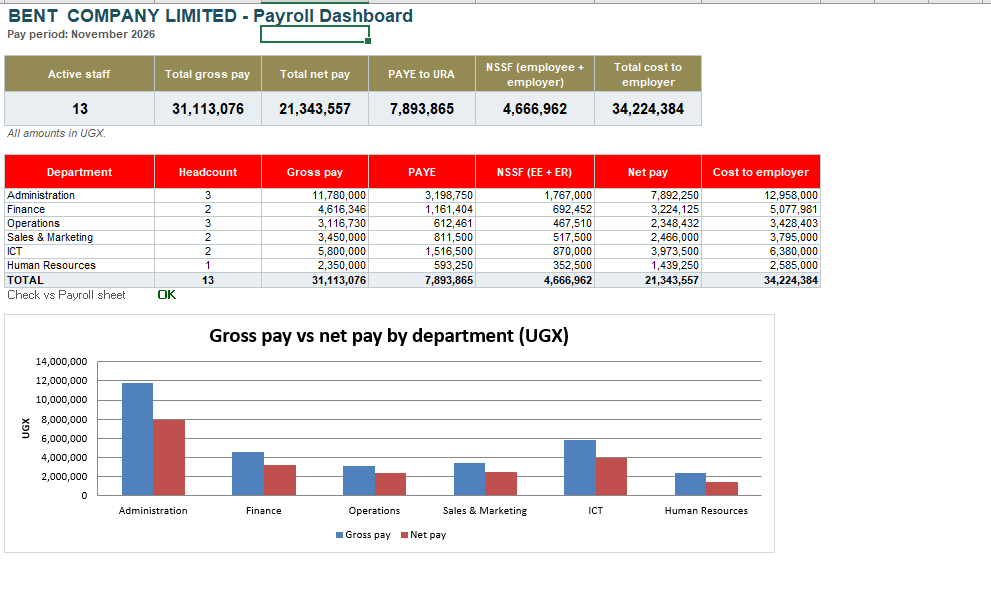 BENT  COMPANY LIMITED - Payroll Dashboard
Pay period: November 2026
Active staff Total gross pay Total net pay PAYE to URA NSSF (employee + employer) Total cost to employer
13 31,113,076 21,343,557 7,893,865 4,666,962 34,224,384
All amounts in UGX.
Department Headcount Gross pay PAYE NSSF (EE + ER) Net pay Cost to employer
Administration 3 11,780,000 3,198,750 1,767,000 7,892,250 12,958,000
Finance 2 4,616,346 1,161,404 692,452 3,224,125 5,077,981
Operations 3 3,116,730 612,461 467,510 2,348,432 3,428,403
Sales & Marketing 2 3,450,000 811,500 517,500 2,466,000 3,795,000
ICT 2 5,800,000 1,516,500 870,000 3,973,500 6,380,000
Human Resources 1 2,350,000 593,250 352,500 1,439,250 2,585,000
TOTAL 13 31,113,076 7,893,865 4,666,962 21,343,557 34,224,384
Check vs Payroll sheet OK
Gross pay vs net pay by department (UGX)
14,000,000
12,000,000
10,000,000
8,000,000
6,000,000
4,000,000
2,000,000
0
UGX
Administration Finance Operations Sales & Marketing ICT Human Resources
Gross pay Net pay